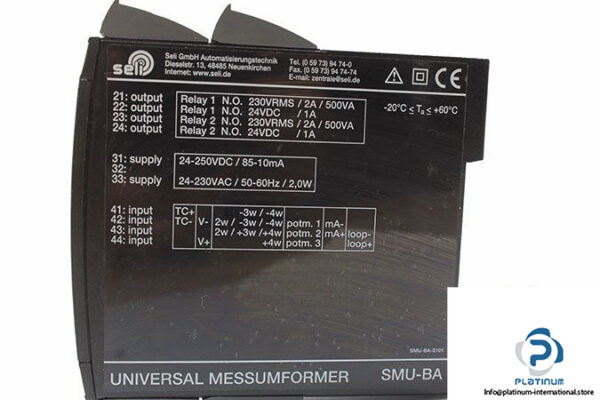 seli
Seli GmbH Automatisierungstechnik
Dieselstr. 13, 48485 Neuenkirchen
Internet: www.seli.de
Tel. (0 59 73) 94 74-0
Fax. (0 59 73) 94 74-74
E-mail: zentrale@seli.de
CE
21: output Relay 1 N.O. 230VRMS / 2A / 500VA
22: output Relay 1 N.O. 24VDC / 1A
23: output Relay 2 N.O. 230VRMS / 2A / 500VA
24: output Relay 2 N.O. 24VDC / 1A
-20°C ≤ Ta ≤ +60°C
31: supply 24-250VDC / 85-10mA
32:
33: supply 24-230VAC / 50-60Hz / 2,0W
41: input TC+ -3w / -4w
42: input TC- V- 2w / -3w / -4w potm. 1 mA-
43: input 2w / +3w / +4w potm. 2 mA+ loop-
44: input V+ +4w potm. 3 loop+
SMU-BA-S101
UNIVERSAL MESSUMFORMER SMU-BA
PLATINUM
INTERNATIONAL
Info@platinum-international.store